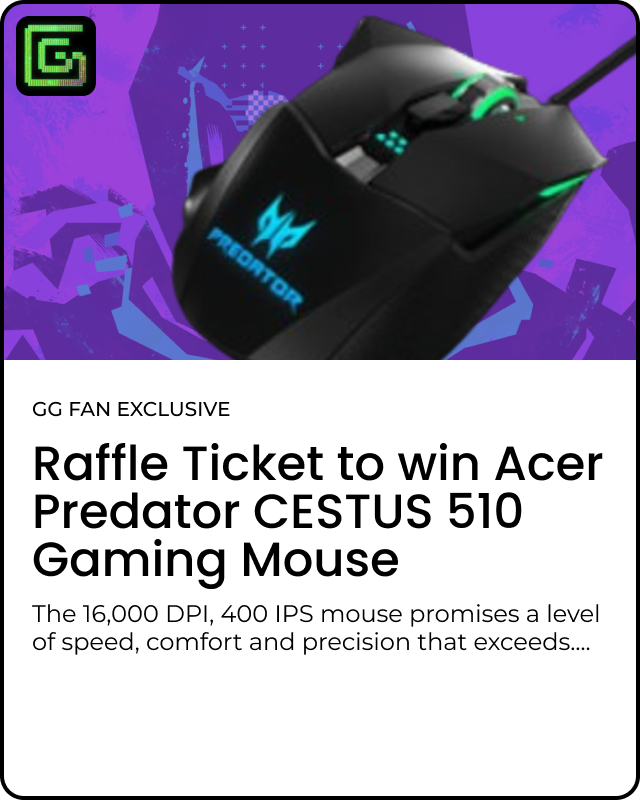 PREDATOR
GG FAN EXCLUSIVE
Raffle Ticket to win Acer
Predator CESTUS 510
Gaming Mouse
The 16,000 DPI, 400 IPS mouse promises a level
of speed, comfort and precision that exceeds....